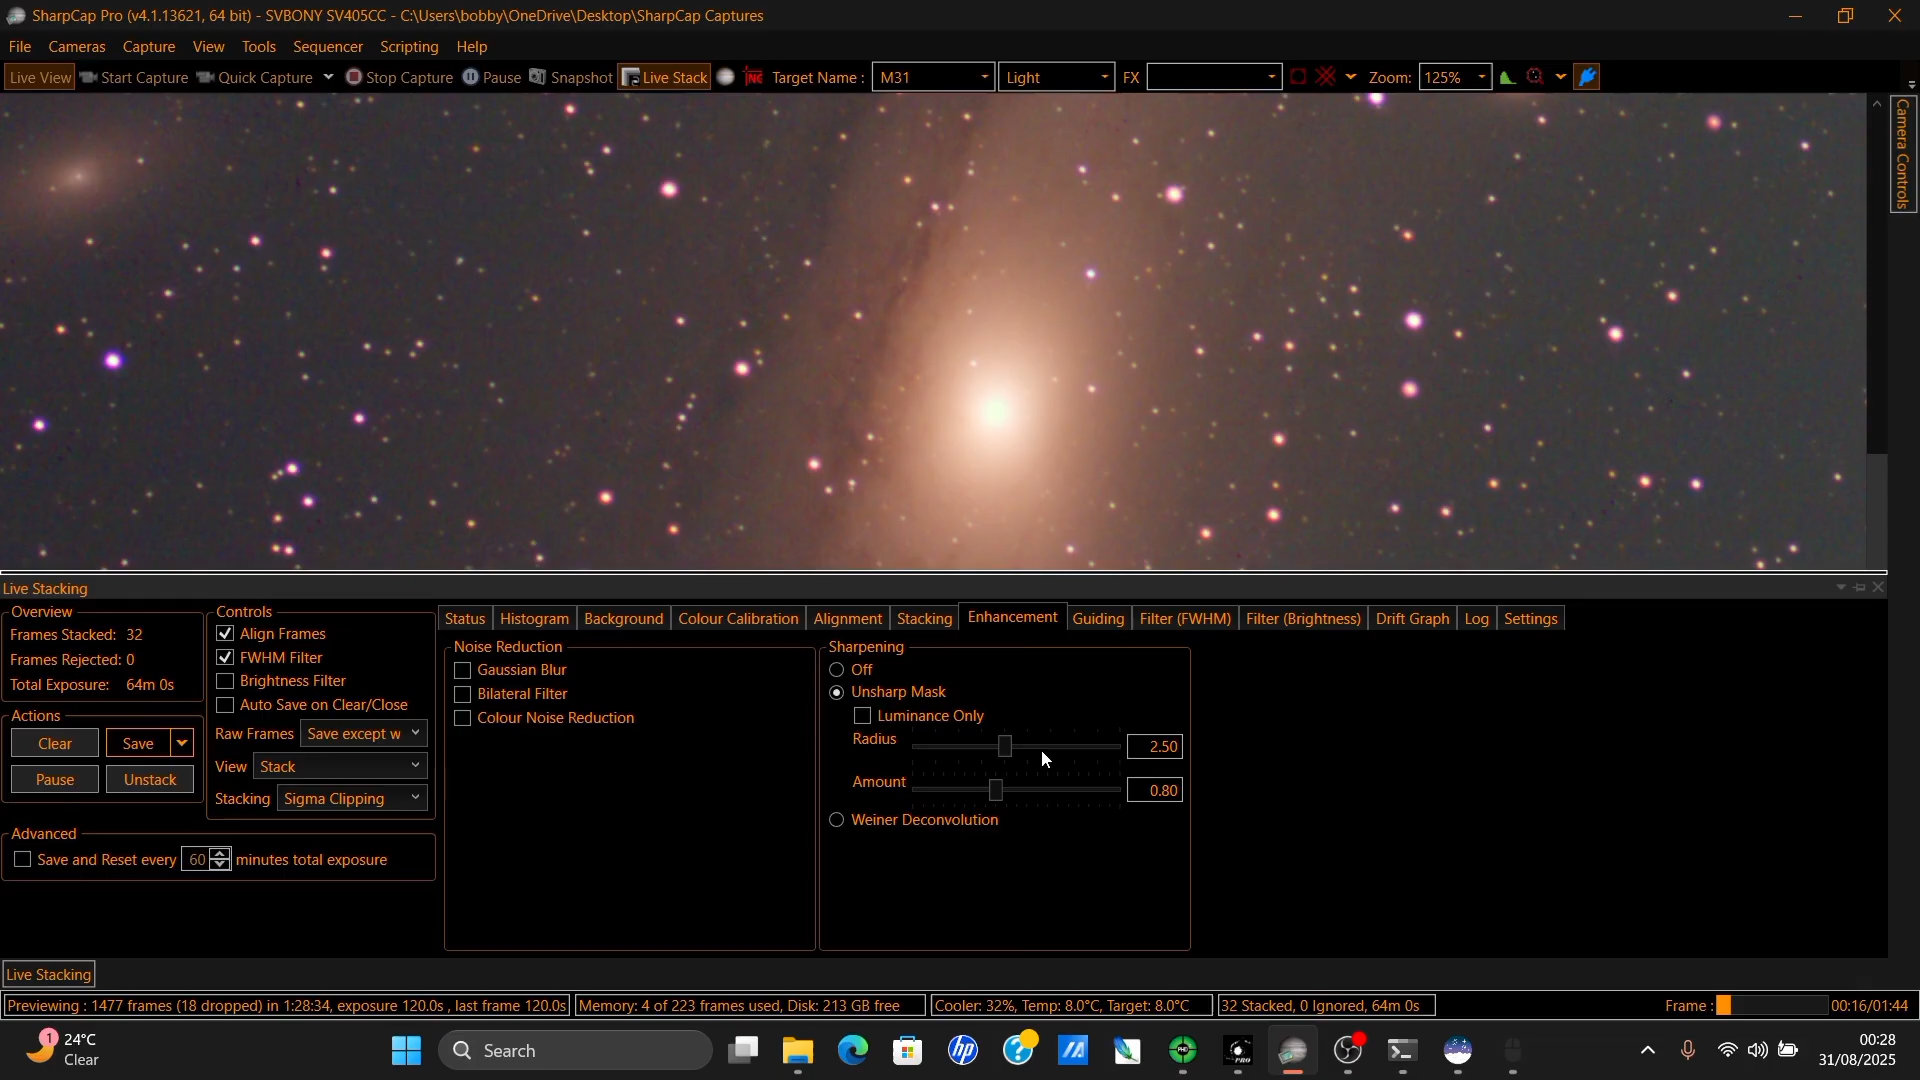 SharpCap Pro (v4.1.13621, 64 bit) - SVBONY SV405CC - C:\Users\bobby\OneDrive\Desktop\SharpCap Captures
File Cameras Capture View Tools Sequencer Scripting Help
Live View Start Capture Quick Capture Stop Capture Pause Snapshot Live Stack Target Name : M31 Light FX Zoom: 125%
Camera Controls
Live Stacking
Overview
Frames Stacked: 32
Frames Rejected: 0
Total Exposure: 64m 0s
Actions
Clear Save
Pause Unstack
Controls
Align Frames
FWHM Filter
Brightness Filter
Auto Save on Clear/Close
Raw Frames Save except w
View Stack
Stacking Sigma Clipping
Advanced
Save and Reset every 60 minutes total exposure
Status Histogram Background Colour Calibration Alignment Stacking Enhancement Guiding Filter (FWHM) Filter (Brightness) Drift Graph Log Settings
Noise Reduction
Gaussian Blur
Bilateral Filter
Colour Noise Reduction
Sharpening
Off
Unsharp Mask
Luminance Only
Radius 2.50
Amount 0.80
Weiner Deconvolution
Live Stacking
Previewing : 1477 frames (18 dropped) in 1:28:34, exposure 120.0s , last frame 120.0s Memory: 4 of 223 frames used, Disk: 213 GB free Cooler: 32%, Temp: 8.0°C, Target: 8.0°C 32 Stacked, 0 Ignored, 64m 0s Frame : 00:16/01:44
1 24°C
Clear
Search
hp
PHD
PRO
00:28
31/08/2025